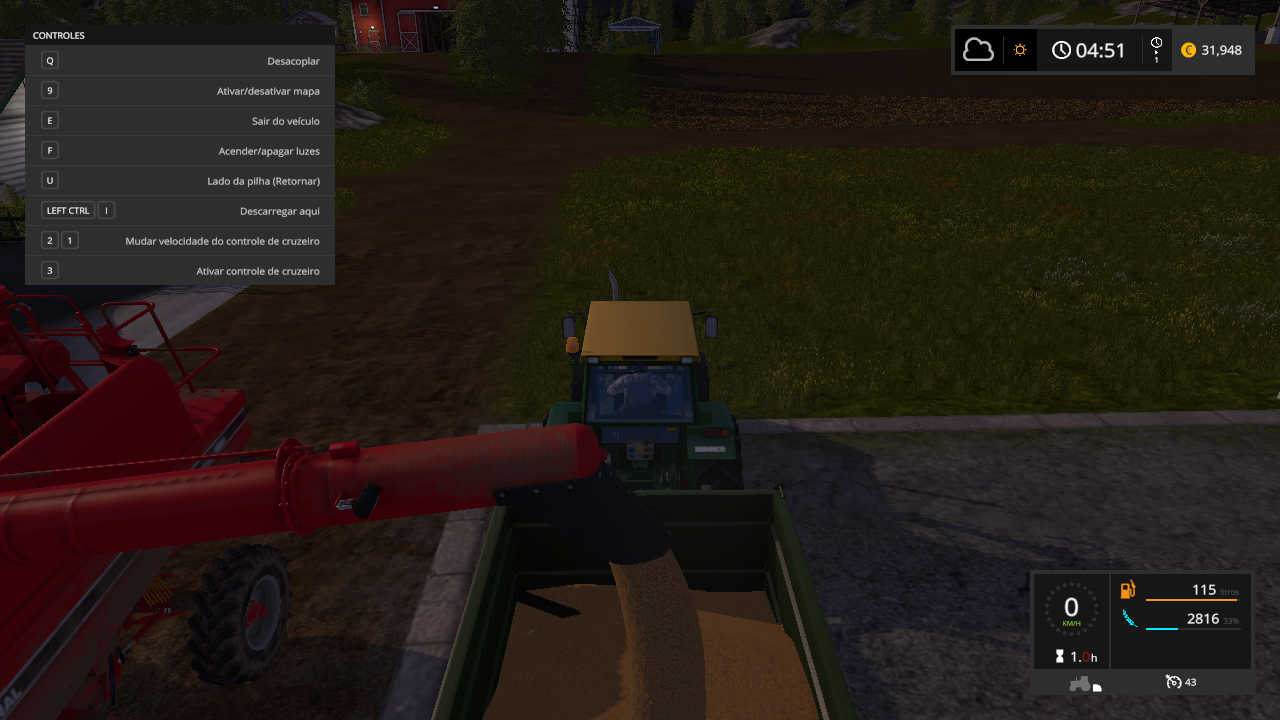 CONTROLES
Q Desacoplar
9 Ativar/desativar mapa
E Sair do veículo
F Acender/apagar luzes
U Lado da pilha (Retornar)
LEFT CTRL I Descarregar aqui
2 1 Mudar velocidade do controle de cruzeiro
3 Ativar controle de cruzeiro
04:51 1 31,948
115 litros
0 KM/H
2816 33%
1.0h
43